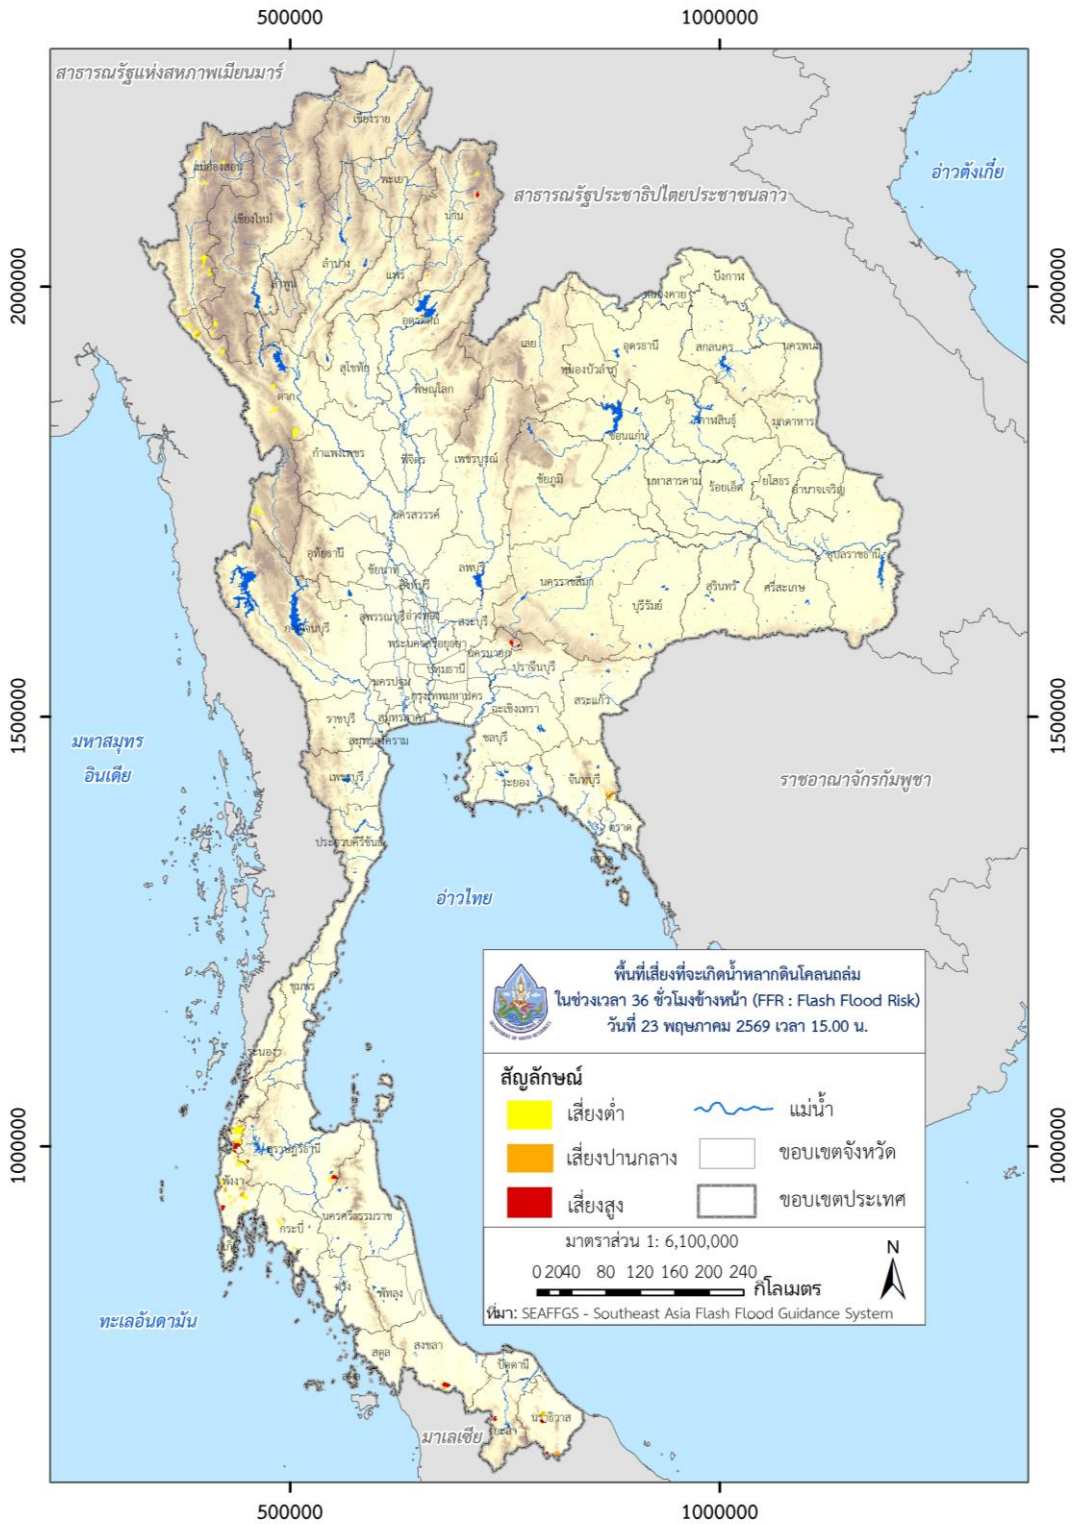 500000 1000000
สาธารณรัฐแห่งสหภาพเมียนมาร์
เชียงราย
แม่ฮ่องสอน
อ่าวตังเกี๋ย
พะเยา
สาธารณรัฐประชาธิปไตยประชาชนลาว
เชียงใหม่
น่าน
ลำปาง
แพร่
ลำพูน
บึงกาฬ
2000000 2000000
หนองคาย
อุตรดิตถ์
เลย
อุดรธานี
สกลนคร
นครพนม
สุโขทัย
หนองบัวลำภู
พิษณุโลก
ตาก
กาฬสินธุ์
มุกดาหาร
ขอนแก่น
กำแพงเพชร
พิจิตร
เพชรบูรณ์
ชัยภูมิ
มหาสารคาม
ร้อยเอ็ด
ยโสธร
อำนาจเจริญ
นครสวรรค์
อุทัยธานี
อุบลราชธานี
ชัยนาท
ลพบุรี
สิงห์บุรี
นครราชสีมา
สุรินทร์
ศรีสะเกษ
บุรีรัมย์
สุพรรณบุรี
อ่างทอง
สระบุรี
กาญจนบุรี
พระนครศรีอยุธยา
นครนายก
ปทุมธานี
ปราจีนบุรี
นครปฐม
กรุงเทพมหานคร
สระแก้ว
ฉะเชิงเทรา
1500000 1500000
ราชบุรี
สมุทรสาคร
สมุทรสงคราม
ชลบุรี
มหาสมุทร
อินเดีย
เพชรบุรี
ระยอง
จันทบุรี
ราชอาณาจักรกัมพูชา
ตราด
ประจวบคีรีขันธ์
ตราด
อ่าวไทย
พื้นที่เสี่ยงที่จะเกิดน้ำหลากดินโคลนถล่ม
ในช่วงเวลา 36 ชั่วโมงข้างหน้า (FFR : Flash Flood Risk)
วันที่ 23 พฤษภาคม 2569 เวลา 15.00 น.
ชุมพร
ระนอง
สัญลักษณ์
เสี่ยงต่ำ แม่น้ำ
เสี่ยงปานกลาง ขอบเขตจังหวัด
เสี่ยงสูง ขอบเขตประเทศ
1000000 1000000
สุราษฎร์ธานี
พังงา
นครศรีธรรมราช
กระบี่
ภูเก็ต
มาตราส่วน 1: 6,100,000
N
0 2040 80 120 160 200 240
กิโลเมตร
ที่มา: SEAFFGS - Southeast Asia Flash Flood Guidance System
ตรัง
พัทลุง
ทะเลอันดามัน
สตูล
สงขลา
ปัตตานี
สตูล
นราธิวาส
ยะลา
มาเลเซีย
500000 1000000